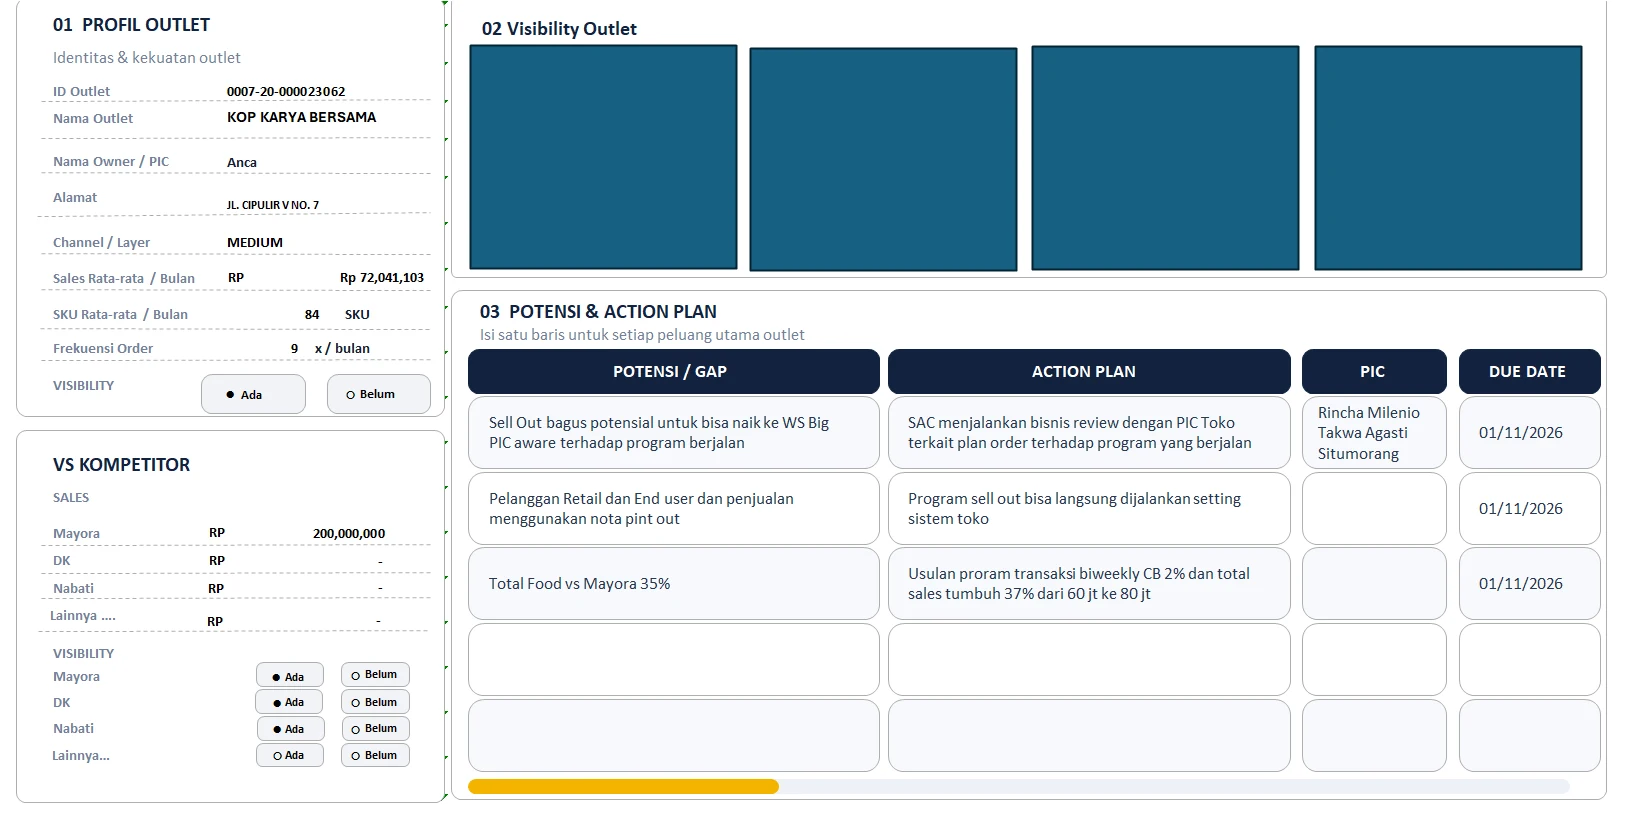 01 PROFIL OUTLET
Identitas & kekuatan outlet
ID Outlet 0007-20-000023062
Nama Outlet KOP KARYA BERSAMA
Nama Owner / PIC Anca
Alamat JL. CIPULIR V NO. 7
Channel / Layer MEDIUM
Sales Rata-rata / Bulan RP Rp 72,041,103
SKU Rata-rata / Bulan 84 SKU
Frekuensi Order 9 x / bulan
VISIBILITY Ada Belum
VS KOMPETITOR
SALES
Mayora RP 200,000,000
DK RP -
Nabati RP -
Lainnya .... RP -
VISIBILITY
Mayora Ada Belum
DK Ada Belum
Nabati Ada Belum
Lainnya... Ada Belum
02 Visibility Outlet
03 POTENSI & ACTION PLAN
Isi satu baris untuk setiap peluang utama outlet
POTENSI / GAP ACTION PLAN PIC DUE DATE
Sell Out bagus potensial untuk bisa naik ke WS Big
PIC aware terhadap program berjalan
SAC menjalankan bisnis review dengan PIC Toko
terkait plan order terhadap program yang berjalan
Rincha Milenio
Takwa Agasti
Situmorang
01/11/2026
Pelanggan Retail dan End user dan penjualan
menggunakan nota pint out
Program sell out bisa langsung dijalankan setting
sistem toko
01/11/2026
Total Food vs Mayora 35%
Usulan proram transaksi biweekly CB 2% dan total
sales tumbuh 37% dari 60 jt ke 80 jt
01/11/2026